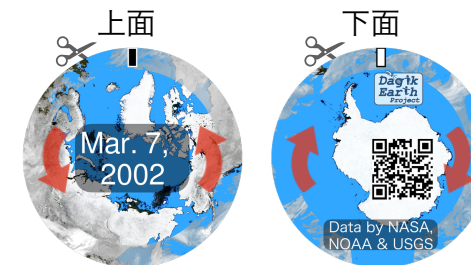 上面
下面
Dagik
Earth
Project
Mar. 7,
2002
Data by NASA,
NOAA & USGS